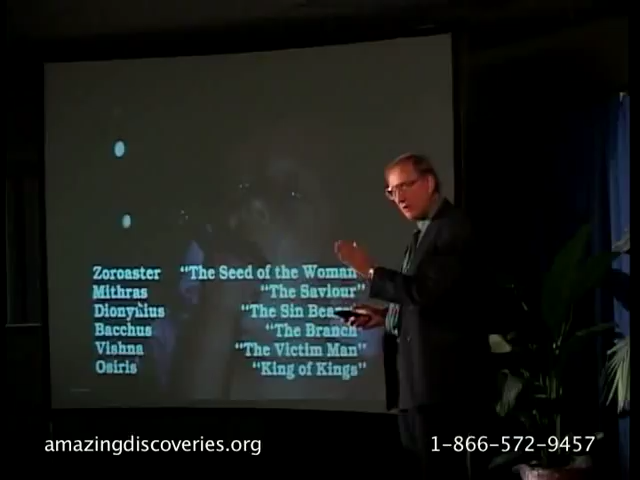 Zoroaster "The Seed of the Woman
Mithras "The Saviour"
Dionysius "The Sin
Bacchus "The Branch"
Vishna "The Victim Man"
Osiris "King of Kings"
amazingdiscoveries.org 1-866-572-9457